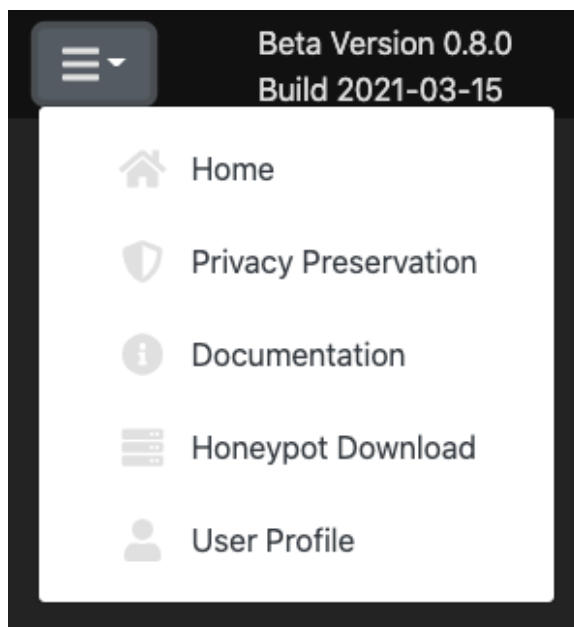 Beta Version 0.8.0
Build 2021-03-15
Home
Privacy Preservation
Documentation
Honeypot Download
User Profile